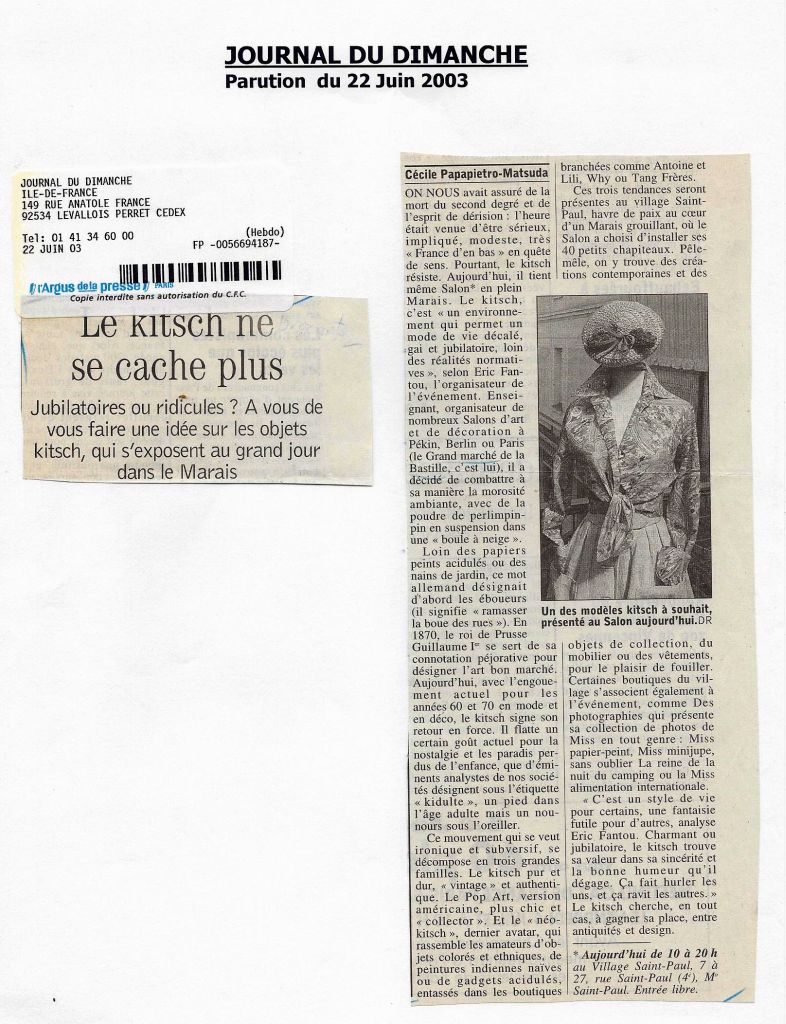 JOURNAL DU DIMANCHE
Parution du 22 Juin 2003
JOURNAL DU DIMANCHE
ILE-DE-FRANCE
149 RUE ANATOLE FRANCE
92534 LEVALLOIS PERRET CEDEX
(Hebdo)
Tel: 01 41 34 60 00
22 JUIN 03
FP -0056694187-
l'Argus de la presse PARIS
Copie interdite sans autorisation du C.F.C.
Le kitsch ne
se cache plus
Jubilatoires ou ridicules ? A vous de
vous faire une idée sur les objets
kitsch, qui s'exposent au grand jour
dans le Marais
Cécile Papapietro-Matsuda
ON NOUS avait assuré de la
mort du second degré et de
l'esprit de dérision : l'heure
était venue d'être sérieux,
impliqué, modeste, très
« France d'en bas » en quête
de sens. Pourtant, le kitsch
résiste. Aujourd'hui, il tient
même Salon* en plein
Marais. Le kitsch,
c'est « un environne-
ment qui permet un
mode de vie décalé,
gai et jubilatoire, loin
des réalités normati-
ves », selon Eric Fan-
tou, l'organisateur de
l'événement. Ensei-
gnant, organisateur de
nombreux Salons d'art
et de décoration à
Pékin, Berlin ou Paris
(le Grand marché de la
Bastille, c'est lui), il a
décidé de combattre à
sa manière la morosité
ambiante, avec de la
poudre de perlimpin-
pin en suspension dans
une « boule à neige ».
Loin des papiers
peints acidulés ou des
nains de jardin, ce mot
allemand désignait
d'abord les éboueurs
(il signifie « ramasser
la boue des rues »). En
1870, le roi de Prusse
Guillaume Ier se sert de sa
connotation péjorative pour
désigner l'art bon marché.
Aujourd'hui, avec l'engoue-
ment actuel pour les
années 60 et 70 en mode et
en déco, le kitsch signe son
retour en force. Il flatte un
certain goût actuel pour la
nostalgie et les paradis per-
dus de l'enfance, que d'émi-
nents analystes de nos socié-
tés désignent sous l'étiquette
« kidulte », un pied dans
l'âge adulte mais un nou-
nours sous l'oreiller.
Ce mouvement qui se veut
ironique et subversif, se
décompose en trois grandes
familles. Le kitsch pur et
dur, « vintage » et authenti-
que. Le Pop Art, version
américaine, plus chic et
« collector ». Et le « néo-
kitsch », dernier avatar, qui
rassemble les amateurs d'ob-
jets colorés et ethniques, de
peintures indiennes naïves
ou de gadgets acidulés,
entassés dans les boutiques
branchées comme Antoine et
Lili, Why ou Tang Frères.
Ces trois tendances seront
présentes au village Saint-
Paul, havre de paix au cœur
d'un Marais grouillant, où le
Salon a choisi d'installer ses
40 petits chapiteaux. Pêle-
mêle, on y trouve des créa-
tions contemporaines et des
Un des modèles kitsch à souhait,
présenté au Salon aujourd'hui.DR
objets de collection, du
mobilier ou des vêtements,
pour le plaisir de fouiller.
Certaines boutiques du vil-
lage s'associent également à
l'événement, comme Des
photographies qui présente
sa collection de photos de
Miss en tout genre : Miss
papier-peint, Miss minijupe,
sans oublier La reine de la
nuit du camping ou la Miss
alimentation internationale.
« C'est un style de vie
pour certains, une fantaisie
futile pour d'autres, analyse
Eric Fantou. Charmant ou
jubilatoire, le kitsch trouve
sa valeur dans sa sincérité et
la bonne humeur qu'il
dégage. Ça fait hurler les
uns, et ça ravit les autres. »
Le kitsch cherche, en tout
cas, à gagner sa place, entre
antiquités et design.
* Aujourd'hui de 10 à 20 h
au Village Saint-Paul, 7 à
27, rue Saint-Paul (4e), Mo
Saint-Paul. Entrée libre.